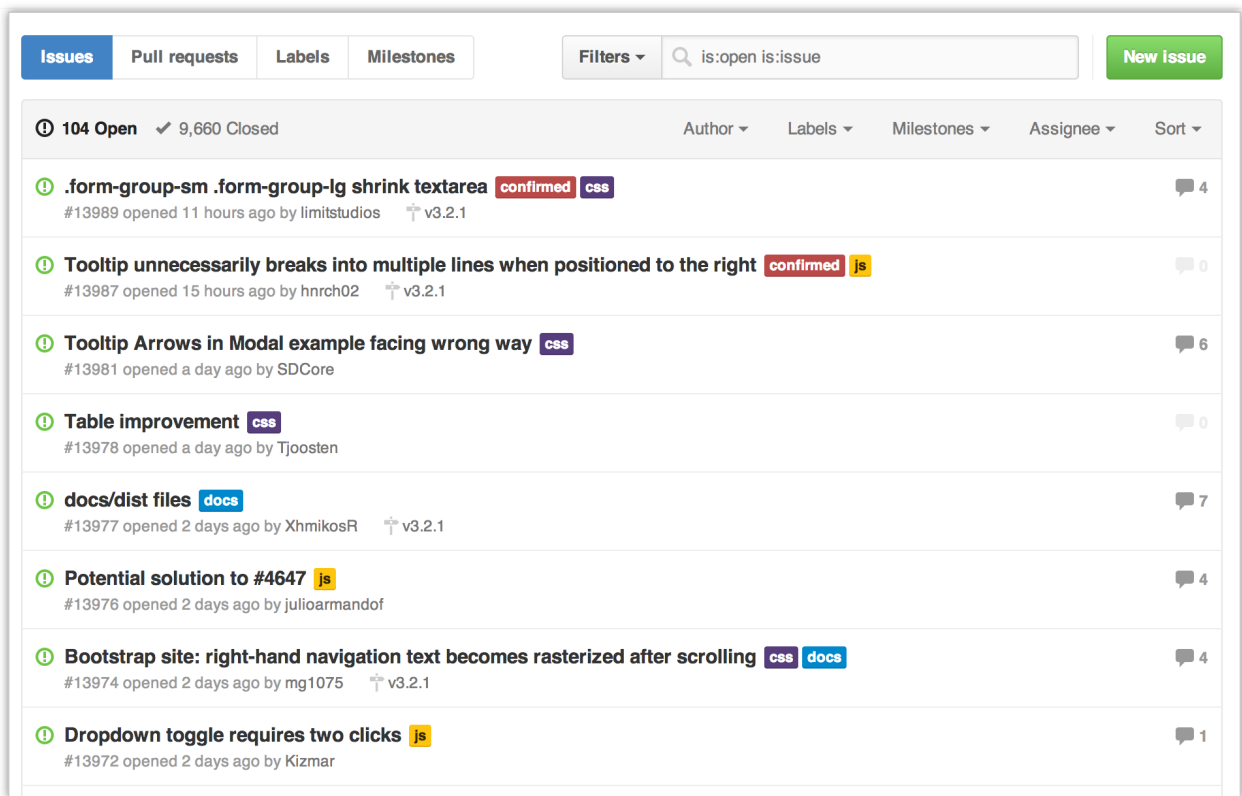 Issues Pull requests Labels Milestones Filters is:open is:issue New issue
104 Open 9,660 Closed Author Labels Milestones Assignee Sort
.form-group-sm .form-group-lg shrink textarea confirmed css 4
#13989 opened 11 hours ago by limitstudios v3.2.1
Tooltip unnecessarily breaks into multiple lines when positioned to the right confirmed js 0
#13987 opened 15 hours ago by hnrch02 v3.2.1
Tooltip Arrows in Modal example facing wrong way css 6
#13981 opened a day ago by SDCore
Table improvement css 0
#13978 opened a day ago by Tjoosten
docs/dist files docs 7
#13977 opened 2 days ago by XhmikosR v3.2.1
Potential solution to #4647 js 4
#13976 opened 2 days ago by julioarmandof
Bootstrap site: right-hand navigation text becomes rasterized after scrolling css docs 4
#13974 opened 2 days ago by mg1075 v3.2.1
Dropdown toggle requires two clicks js 1
#13972 opened 2 days ago by Kizmar